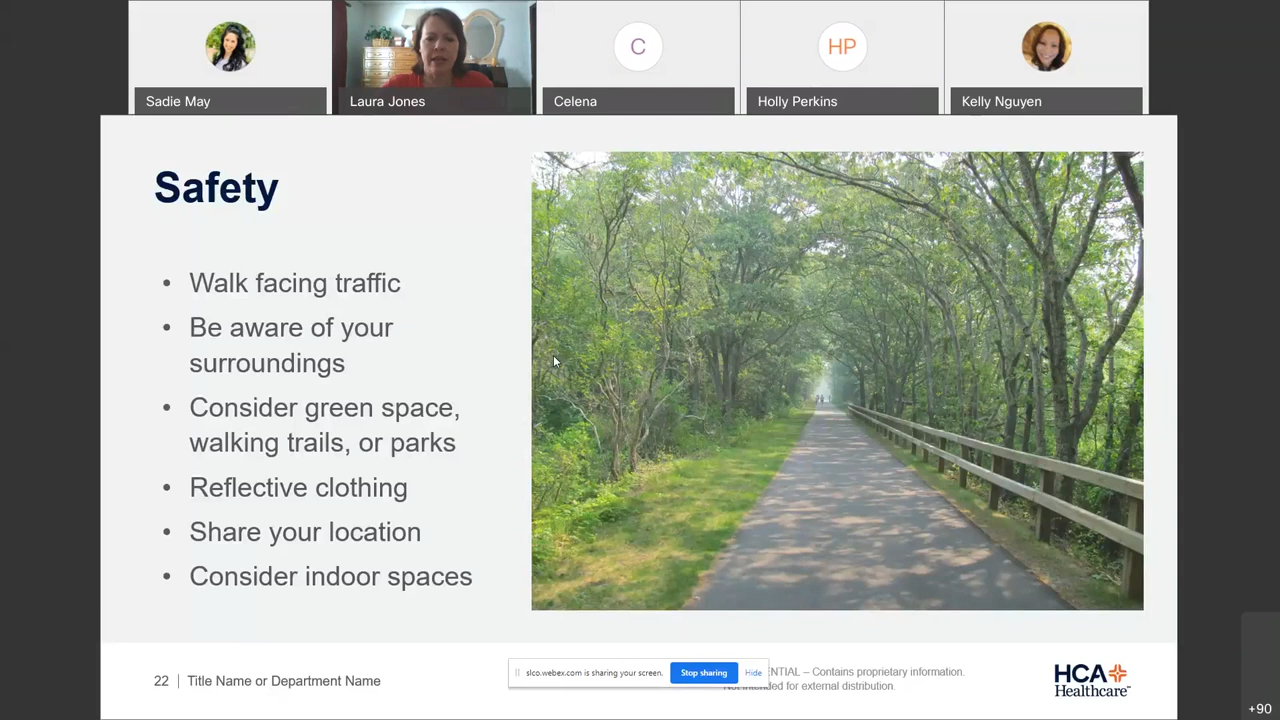 C
HP
Sadie May
Laura Jones
Celena
Holly Perkins
Kelly Nguyen
Safety
• Walk facing traffic
• Be aware of your
surroundings
• Consider green space,
walking trails, or parks
• Reflective clothing
• Share your location
• Consider indoor spaces
22 | Title Name or Department Name
slco.webex.com is sharing your screen.
Stop sharing
Hide
ENTIAL – Contains proprietary information.
Not intended for external distribution.
HCA
Healthcare™
+90